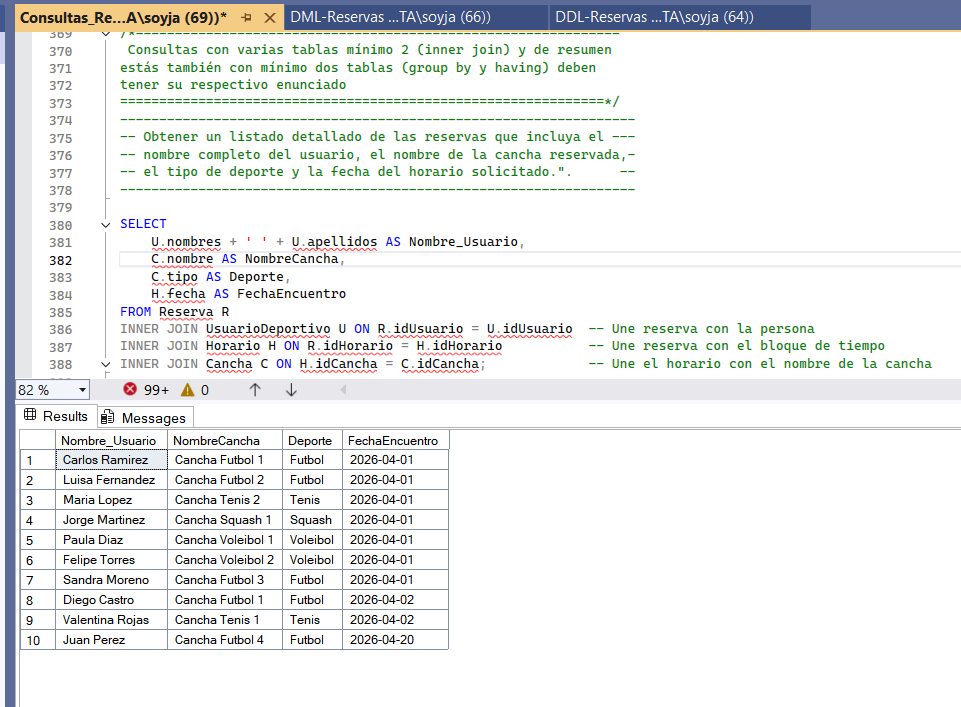 Consultas_Re...A\soyja (69))*
DML-Reservas ...TA\soyja (66))
DDL-Reservas ...TA\soyja (64))
369 /*==============================================================
370 Consultas con varias tablas mínimo 2 (inner join) y de resumen
371 estás también con mínimo dos tablas (group by y having) deben
372 tener su respectivo enunciado
373 ==============================================================*/
374 ------------------------------------------------------------------
375 -- Obtener un listado detallado de las reservas que incluya el ---
376 -- nombre completo del usuario, el nombre de la cancha reservada,-
377 -- el tipo de deporte y la fecha del horario solicitado.". --
378 ------------------------------------------------------------------
379
380 SELECT
381 U.nombres + ' ' + U.apellidos AS Nombre_Usuario,
382 C.nombre AS NombreCancha,
383 C.tipo AS Deporte,
384 H.fecha AS FechaEncuentro
385 FROM Reserva R
386 INNER JOIN UsuarioDeportivo U ON R.idUsuario = U.idUsuario -- Une reserva con la persona
387 INNER JOIN Horario H ON R.idHorario = H.idHorario -- Une reserva con el bloque de tiempo
388 INNER JOIN Cancha C ON H.idCancha = C.idCancha; -- Une el horario con el nombre de la cancha
82 % 99+ 0
Results Messages
Nombre_Usuario NombreCancha Deporte FechaEncuentro
1 Carlos Ramirez Cancha Futbol 1 Futbol 2026-04-01
2 Luisa Fernandez Cancha Futbol 2 Futbol 2026-04-01
3 Maria Lopez Cancha Tenis 2 Tenis 2026-04-01
4 Jorge Martinez Cancha Squash 1 Squash 2026-04-01
5 Paula Diaz Cancha Voleibol 1 Voleibol 2026-04-01
6 Felipe Torres Cancha Voleibol 2 Voleibol 2026-04-01
7 Sandra Moreno Cancha Futbol 3 Futbol 2026-04-01
8 Diego Castro Cancha Futbol 1 Futbol 2026-04-02
9 Valentina Rojas Cancha Tenis 1 Tenis 2026-04-02
10 Juan Perez Cancha Futbol 4 Futbol 2026-04-20